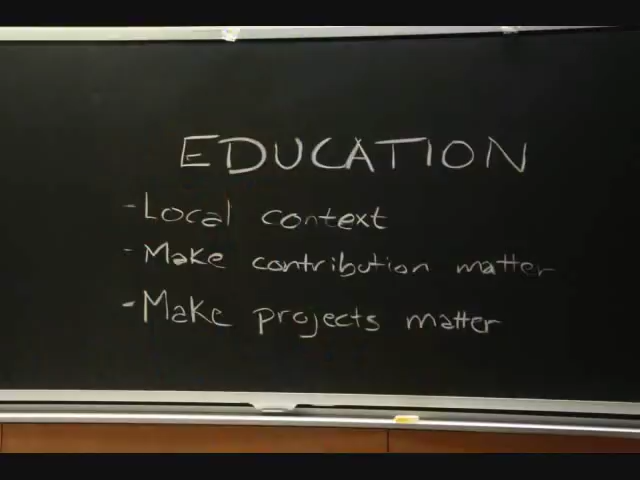 EDUCATION
- Local context
- Make contribution matter
- Make projects matter